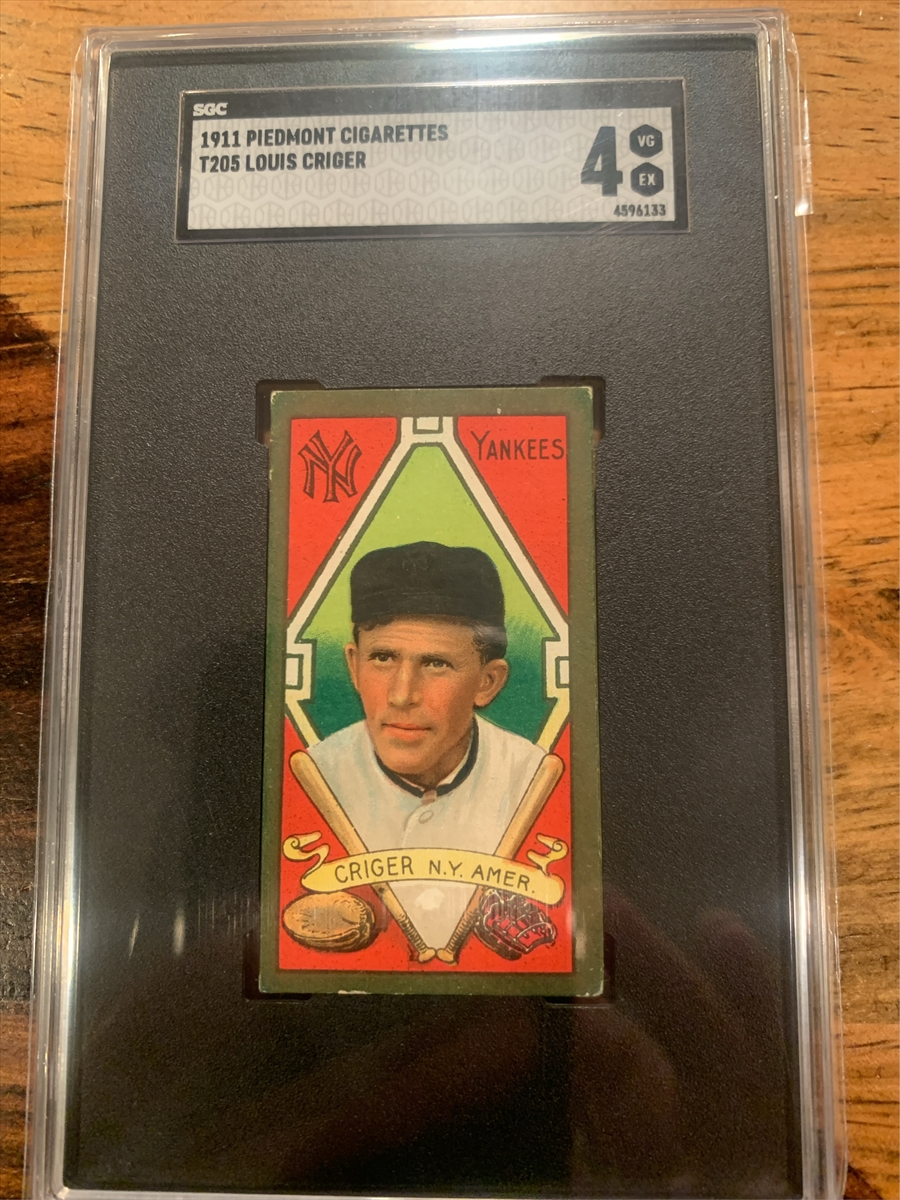 SGC
1911 PIEDMONT CIGARETTES
T205 LOUIS CRIGER
4
VG
EX
4596133
NY
YANKEES
CRIGER N.Y. AMER.